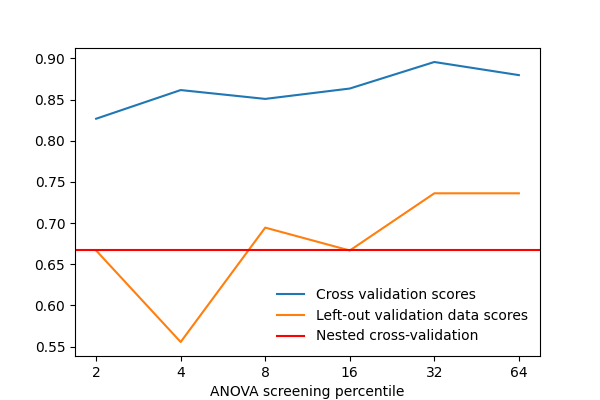 0.90
0.85
0.80
0.75
0.70
0.65
0.60
0.55
Cross validation scores
Left-out validation data scores
Nested cross-validation
2 4 8 16 32 64
ANOVA screening percentile